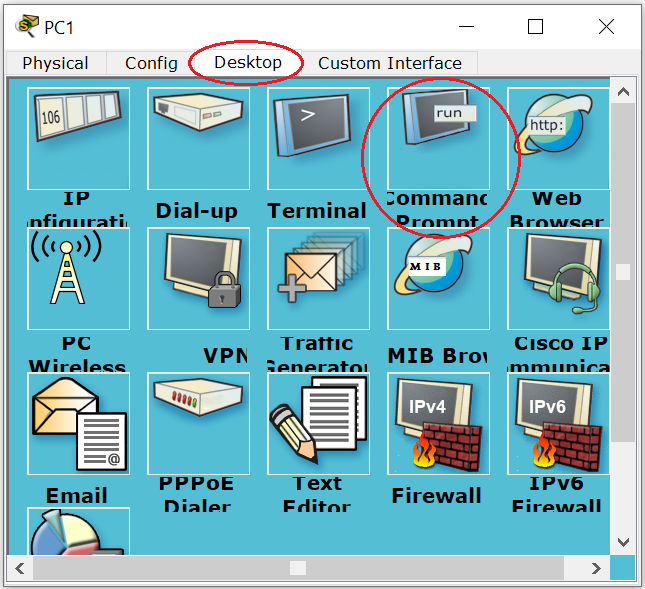 PC1
Physical Config Desktop Custom Interface
106
>
run
http:
IP
nfiguratio
Dial-up
Terminal
Command
Prompt
Web
Browser
MIB
PC
Wireless
VPN
Traffic
Generator
MIB Brow
Cisco IP
mmunica
@
IPv4
IPv6
Email
PPPoE
Dialer
Text
Editor
Firewall
IPv6
Firewall